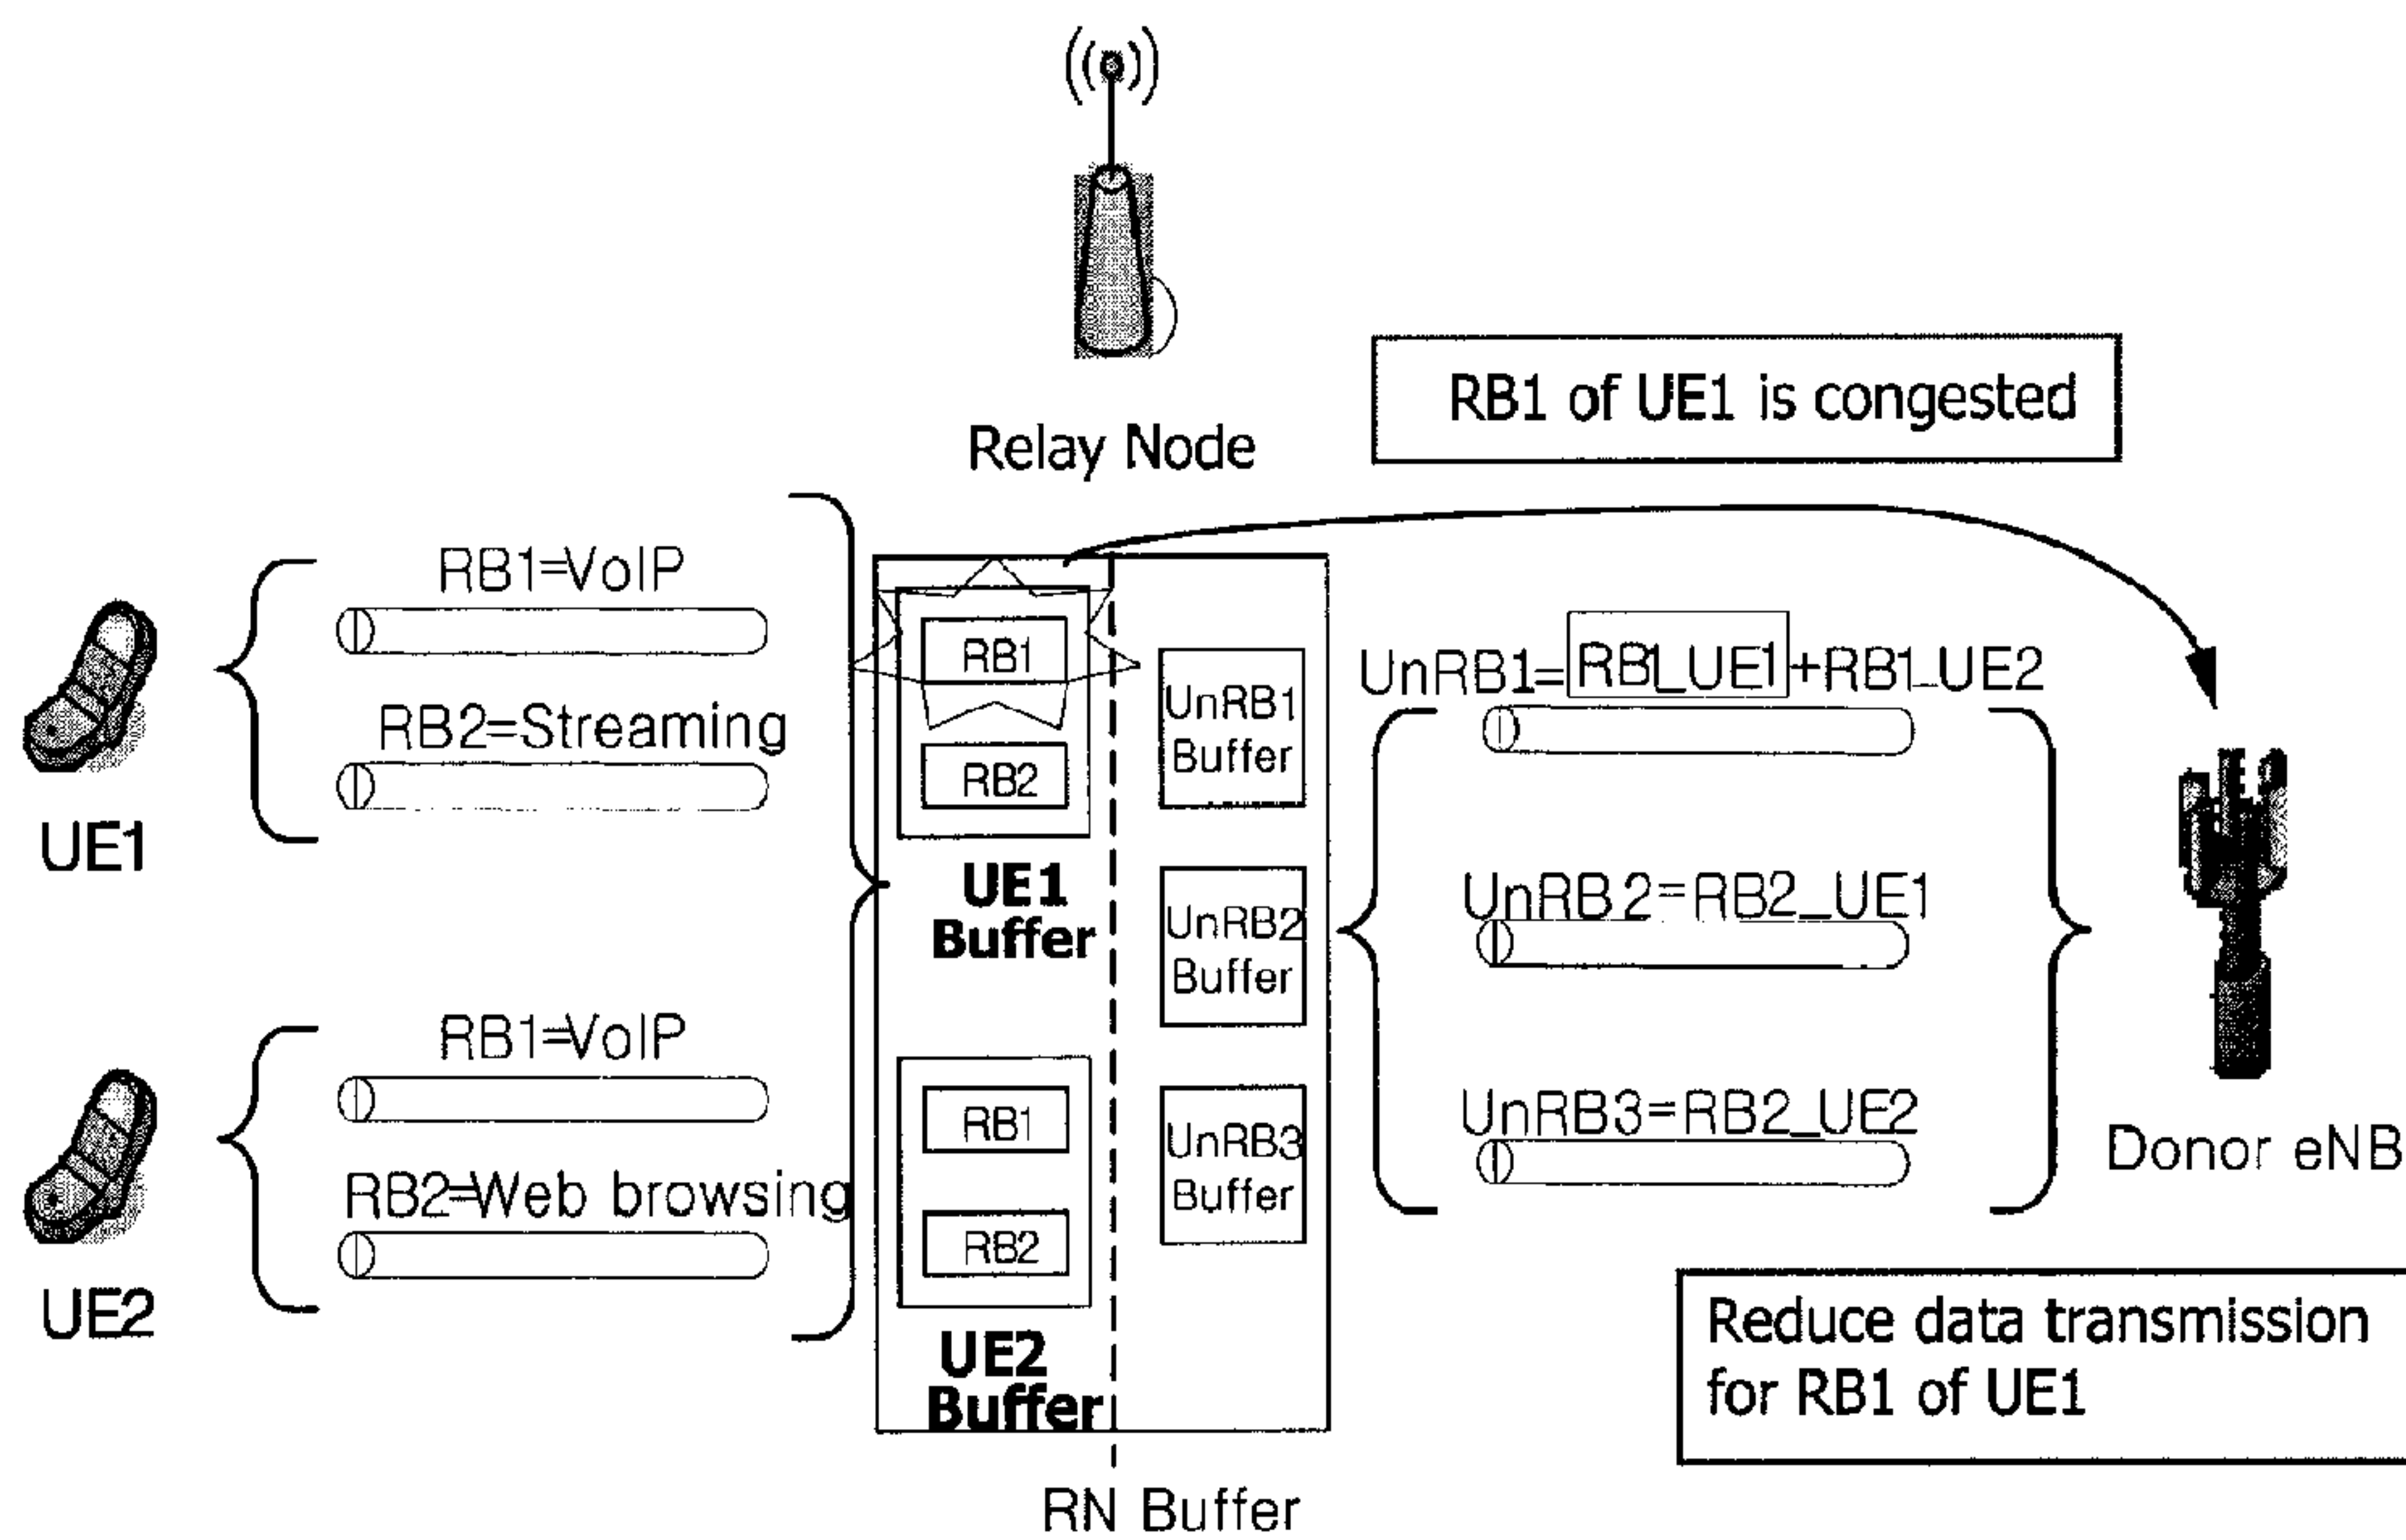 Relay Node
RB1 of UE1 is congested
RB1=VoIP
RB2=Streaming
UE1
RB1=VoIP
RB2=Web browsing
UE2
RB1
RB2
UE1
Buffer
RB1
RB2
UE2
Buffer
UnRB1
Buffer
UnRB2
Buffer
UnRB3
Buffer
RN Buffer
UnRB1=RB1_UE1+RB1_UE2
UnRB2=RB2_UE1
UnRB3=RB2_UE2
Donor eNB
Reduce data transmission
for RB1 of UE1